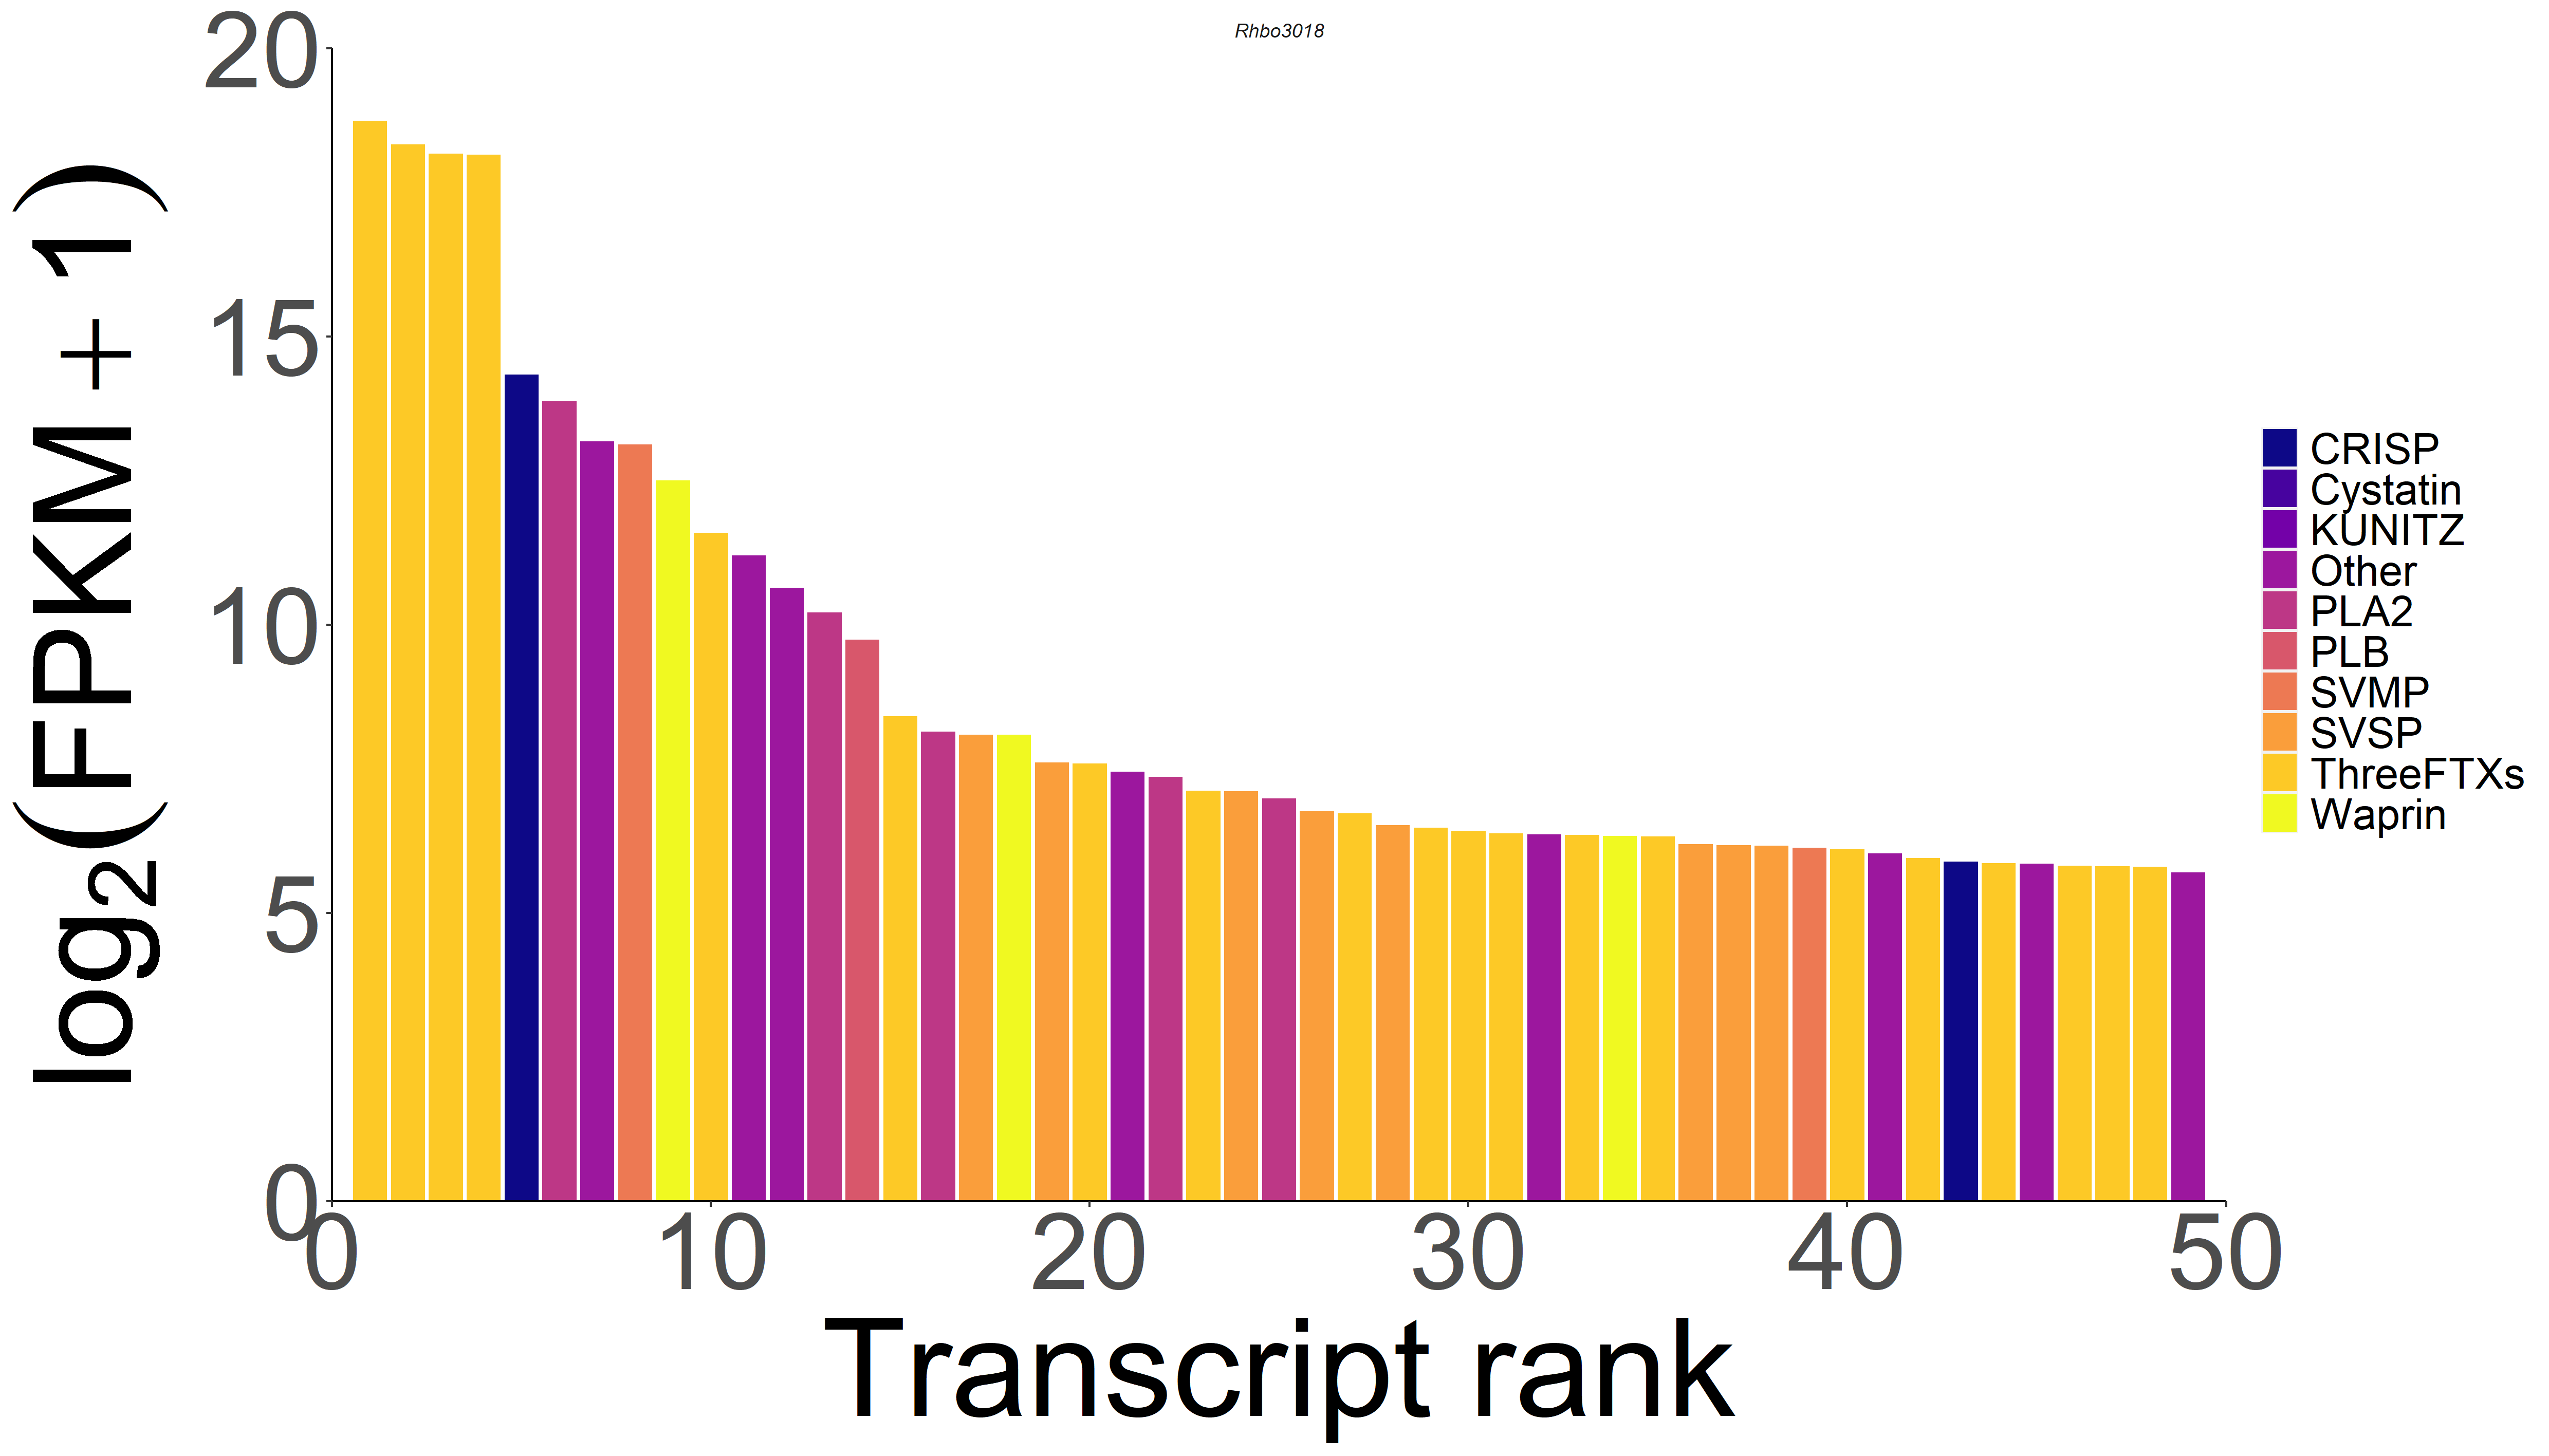 Rhbo3018
log₂(FPKM + 1)
20
15
10
5
0
0 10 20 30 40 50
Transcript rank
CRISP
Cystatin
KUNITZ
Other
PLA2
PLB
SVMP
SVSP
ThreeFTXs
Waprin